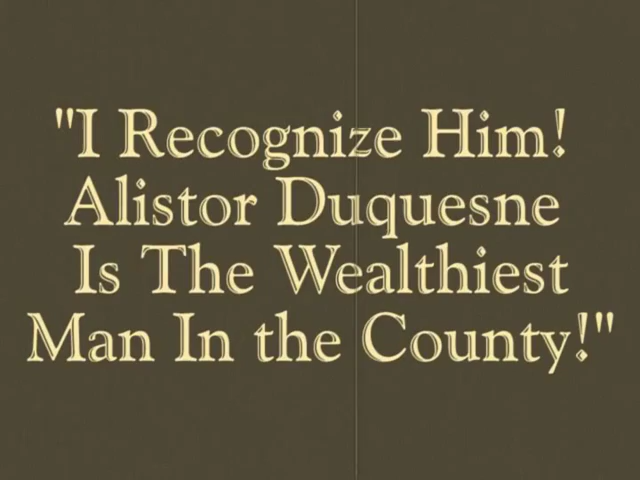 "I Recognize Him!
Alistor Duquesne
Is The Wealthiest
Man In the County!"